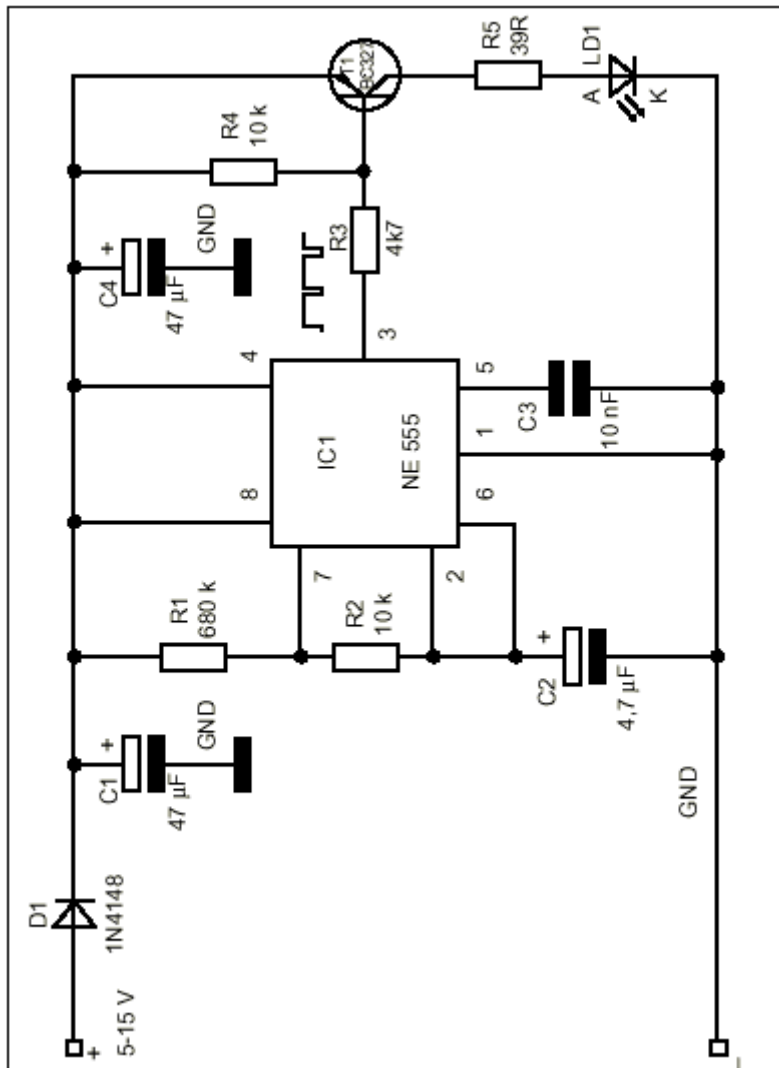 D1
1N4148
+
5-15 V
C1
+
47 µF
GND
R1
680 k
8
4
C4
+
47 µF
GND
R4
10 k
T1
BC327
R5
39R
LD1
A
K
7
R2
10 k
2
IC1
NE 555
3
R3
4k7
6
1
5
C2
+
4,7 µF
C3
10 nF
GND
-